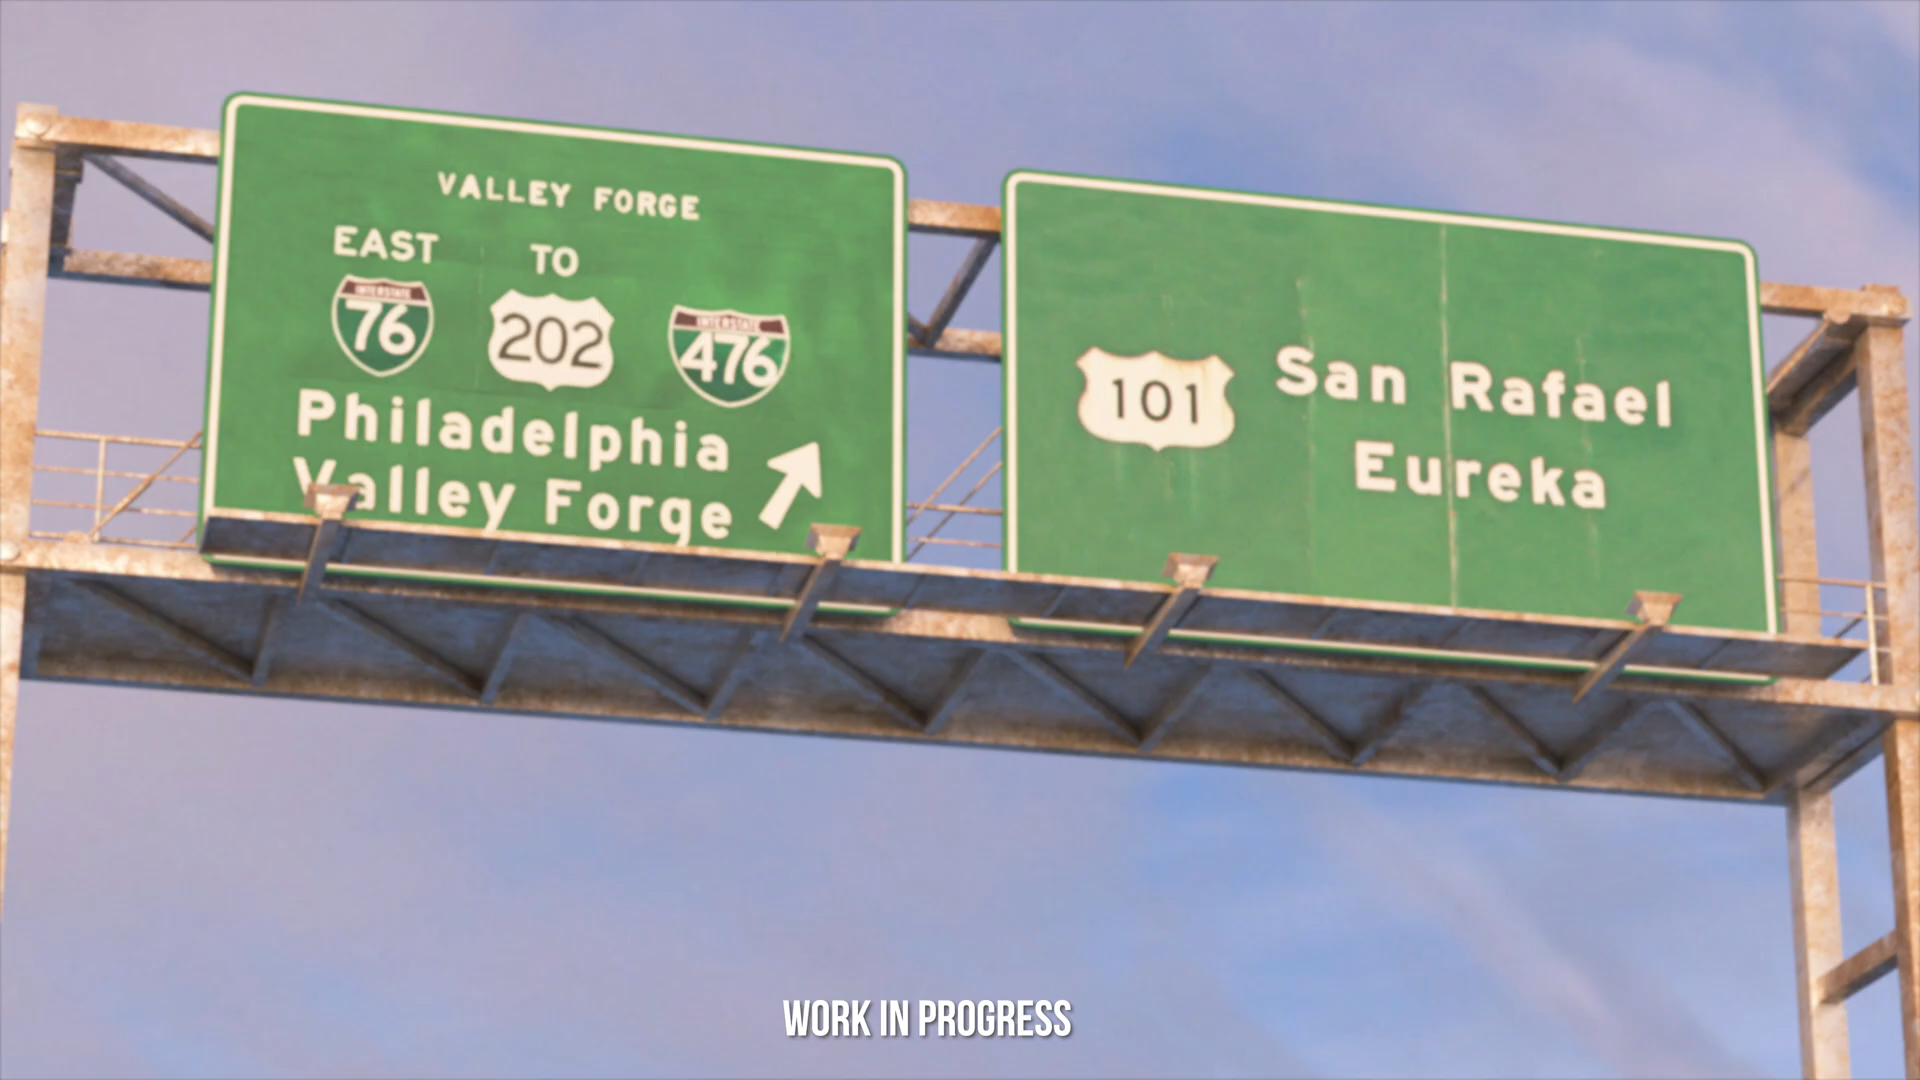 VALLEY FORGE
EAST TO
INTERSTATE 76 202 INTERSTATE 476
Philadelphia
Valley Forge
101 San Rafael
Eureka
WORK IN PROGRESS